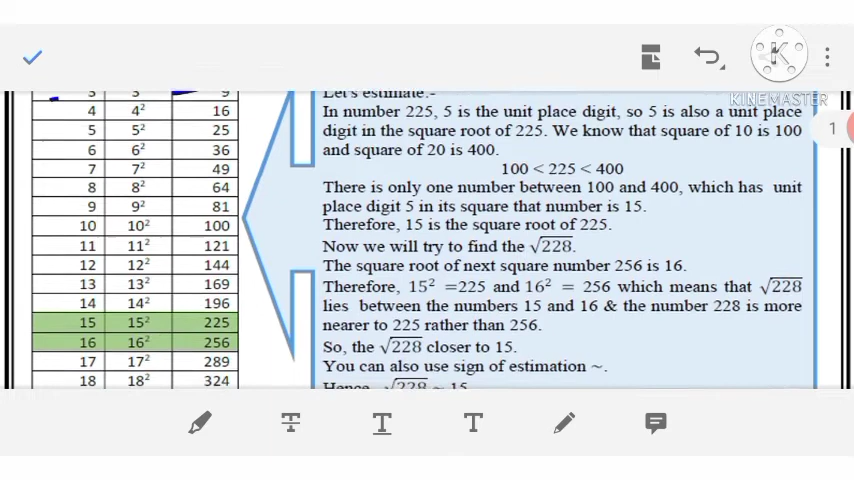 KINEMASTER
1
3 3 9
4 4² 16
5 5² 25
6 6² 36
7 7² 49
8 8² 64
9 9² 81
10 10² 100
11 11² 121
12 12² 144
13 13² 169
14 14² 196
15 15² 225
16 16² 256
17 17² 289
18 18² 324
Let's estimate:-
In number 225, 5 is the unit place digit, so 5 is also a unit place
digit in the square root of 225. We know that square of 10 is 100
and square of 20 is 400.
100 < 225 < 400
There is only one number between 100 and 400, which has unit
place digit 5 in its square that number is 15.
Therefore, 15 is the square root of 225.
Now we will try to find the √228.
The square root of next square number 256 is 16.
Therefore, 15² =225 and 16² = 256 which means that √228
lies between the numbers 15 and 16 & the number 228 is more
nearer to 225 rather than 256.
So, the √228 closer to 15.
You can also use sign of estimation ~.
Hence √228 ~ 15
T T T